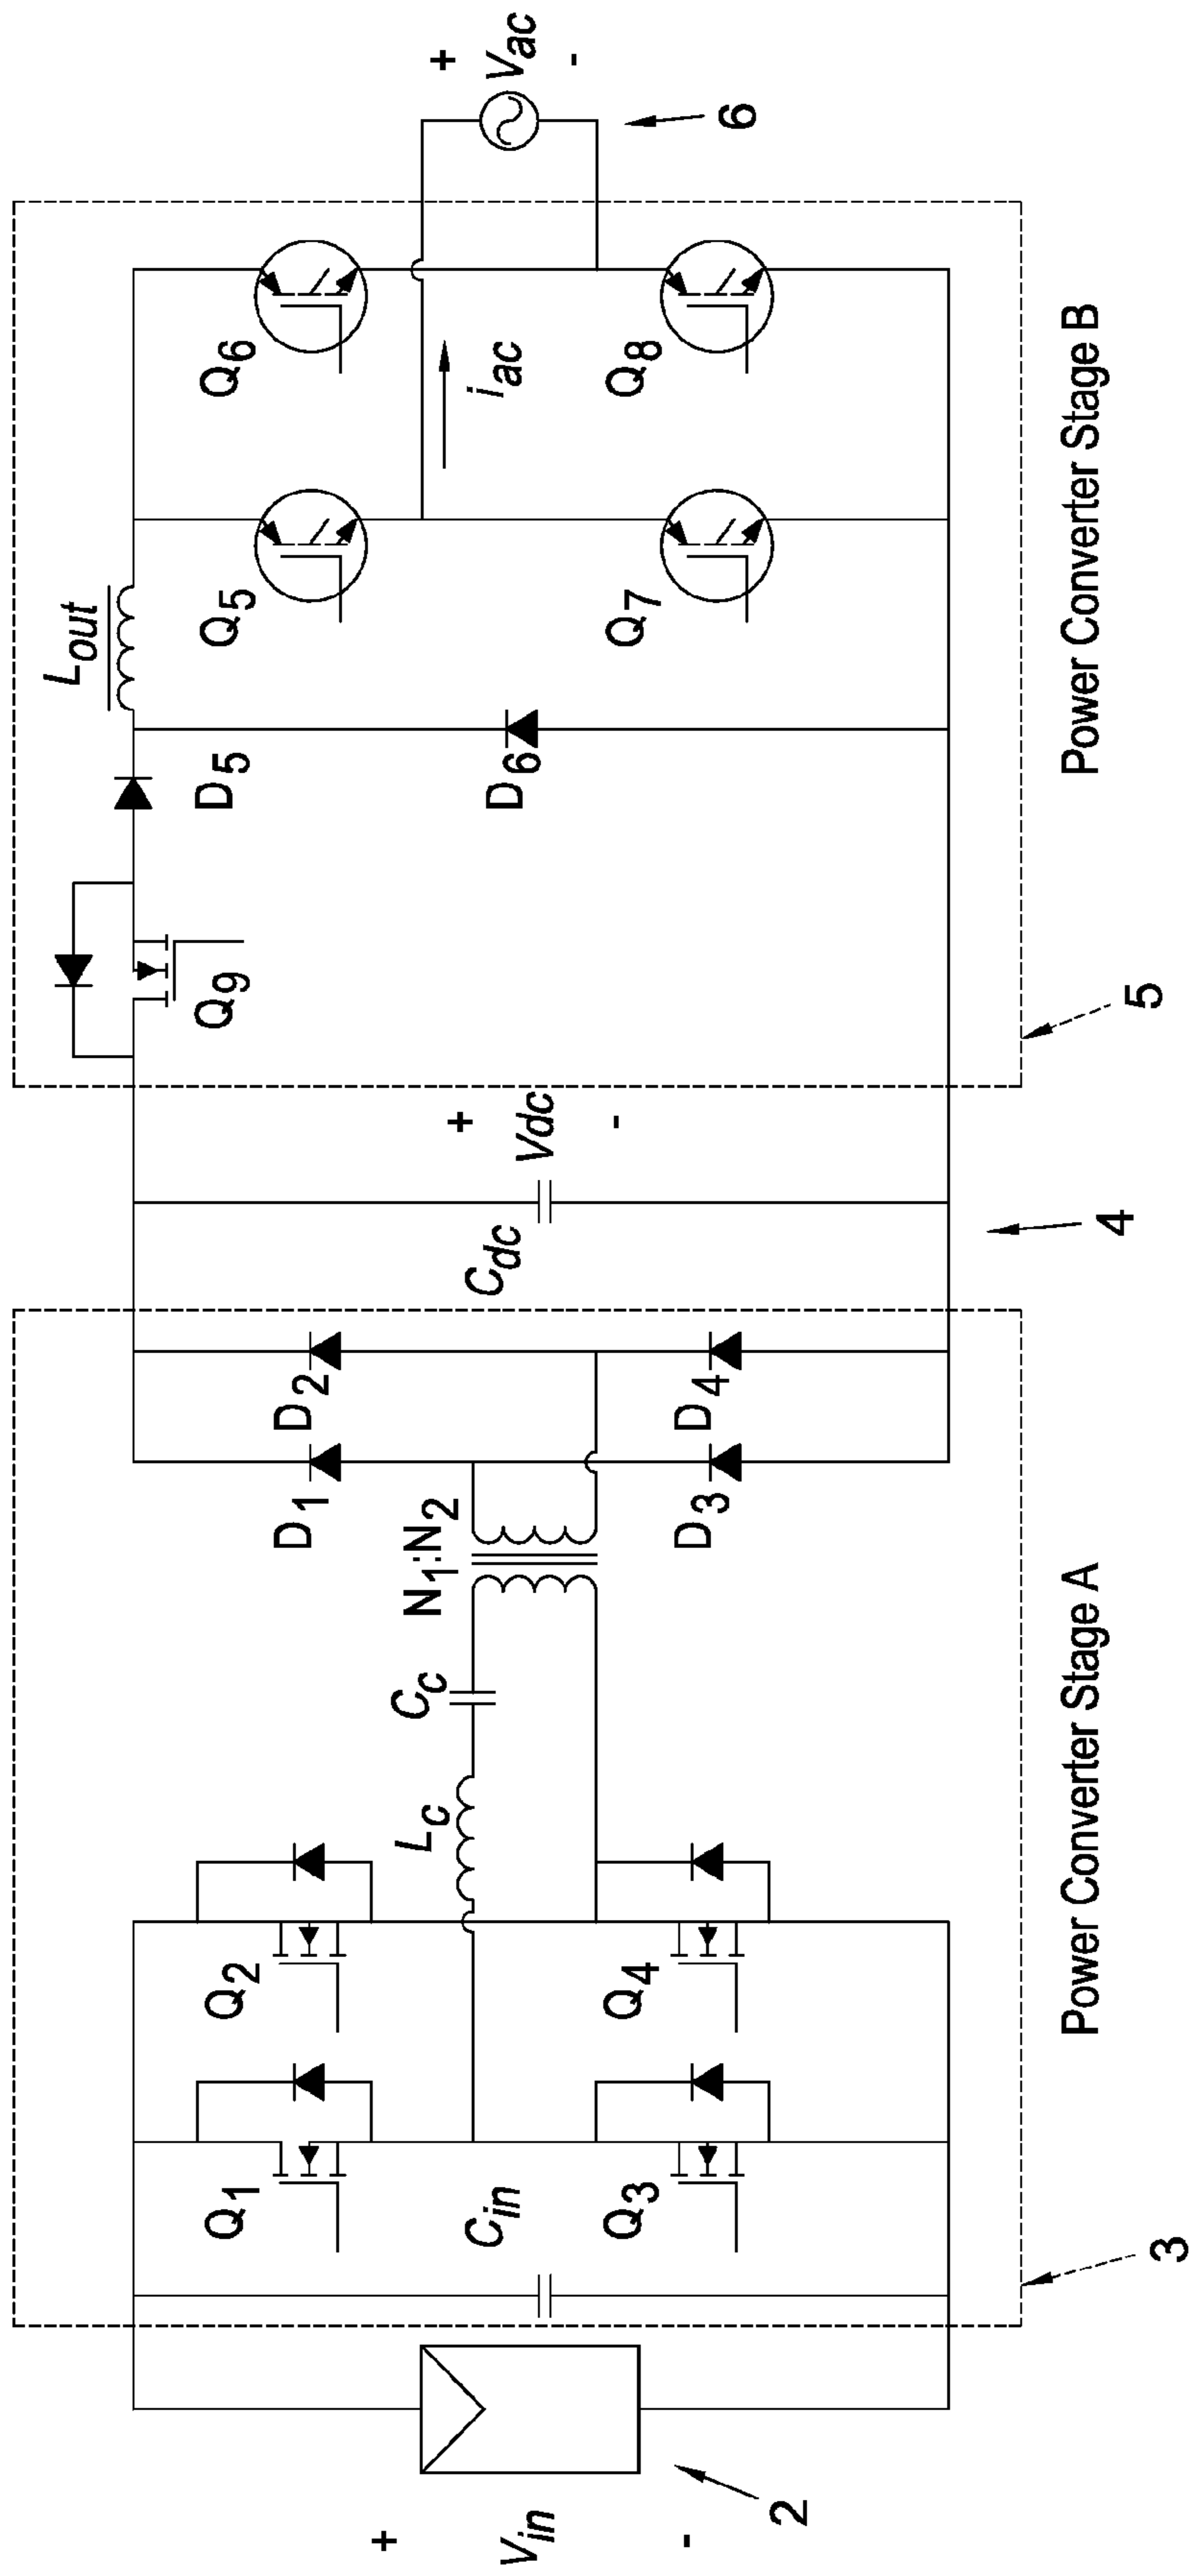 +
Vin
-
2
Cin
Q1
Q2
Q3
Q4
Lc
Cc
N1:N2
D1
D2
D3
D4
Power Converter Stage A
3
Cdc
+
Vdc
-
4
Q9
D5
D6
Lout
Q5
Q6
Q7
Q8
iac
Power Converter Stage B
5
+
Vac
-
6